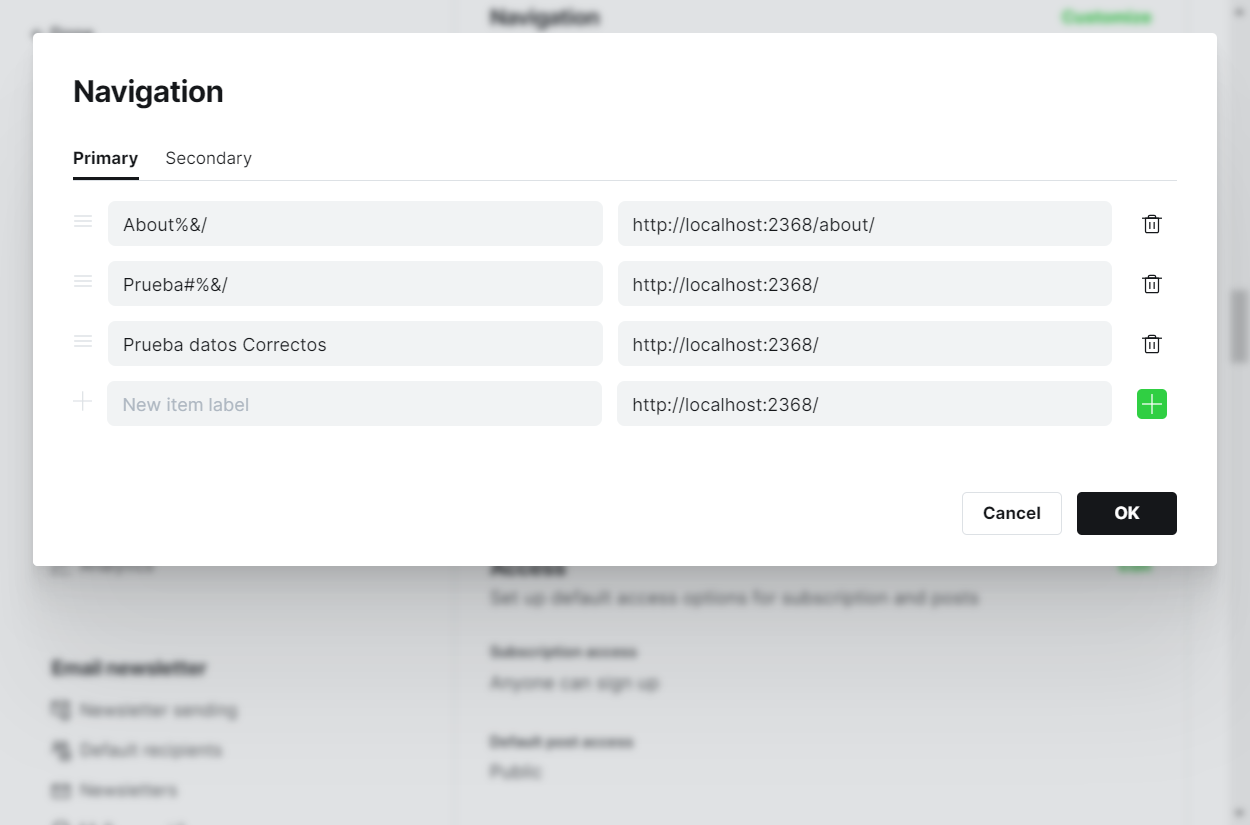 Navigation
Customize
Navigation
Primary
Secondary
About%&/
http://localhost:2368/about/
Prueba#%&/
http://localhost:2368/
Prueba datos Correctos
http://localhost:2368/
New item label
http://localhost:2368/
Cancel
OK
Analytics
Access
Edit
Set up default access options for subscription and posts
Email newsletter
Subscription access
Anyone can sign up
Newsletter sending
Default recipients
Default post access
Public
Newsletters